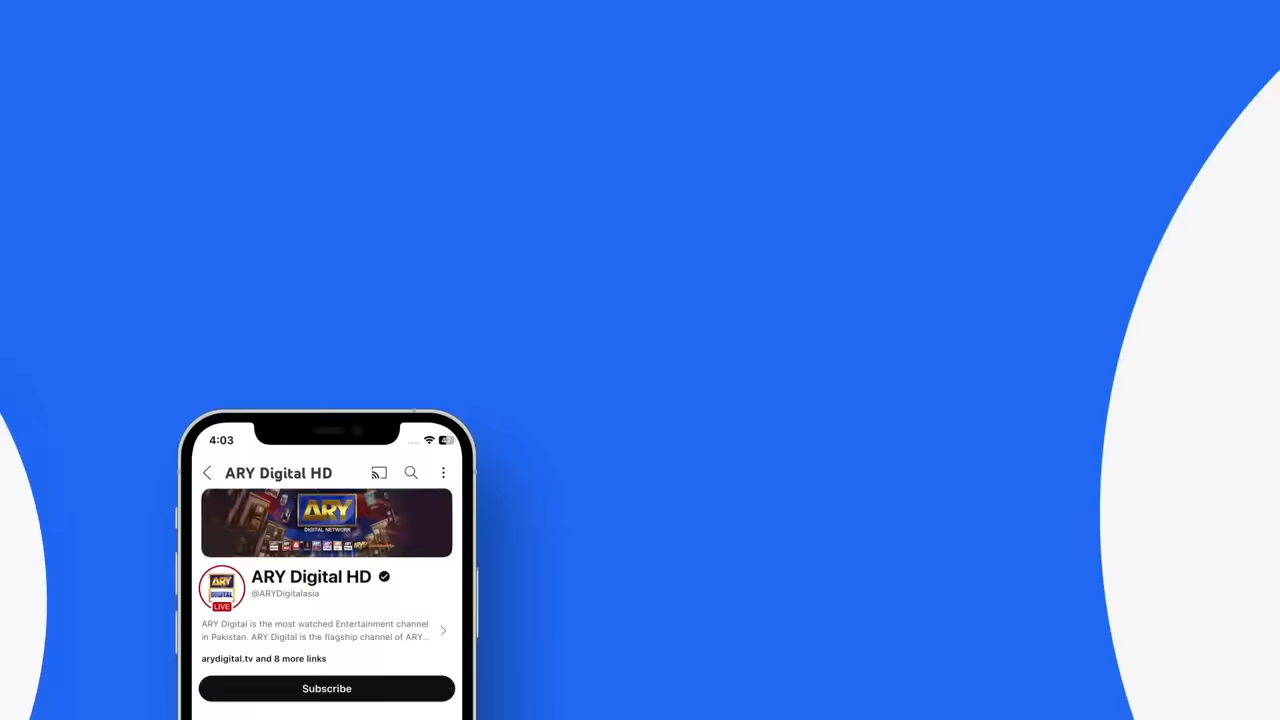 4:03
47
ARY Digital HD
ARY
DIGITAL NETWORK
ARY Digital HD
@ARYDigitalasia
ARY
DIGITAL
LIVE
ARY Digital is the most watched Entertainment channel
in Pakistan. ARY Digital is the flagship channel of ARY...
arydigital.tv and 8 more links
Subscribe